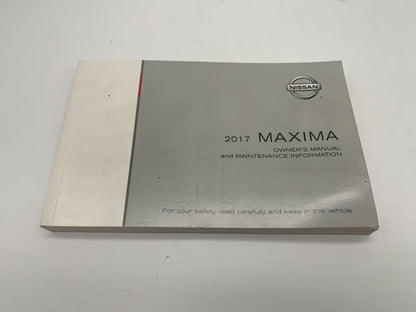 NISSAN
2017 MAXIMA
OWNER'S MANUAL
and MAINTENANCE INFORMATION
For your safety, read carefully and keep in this vehicle.